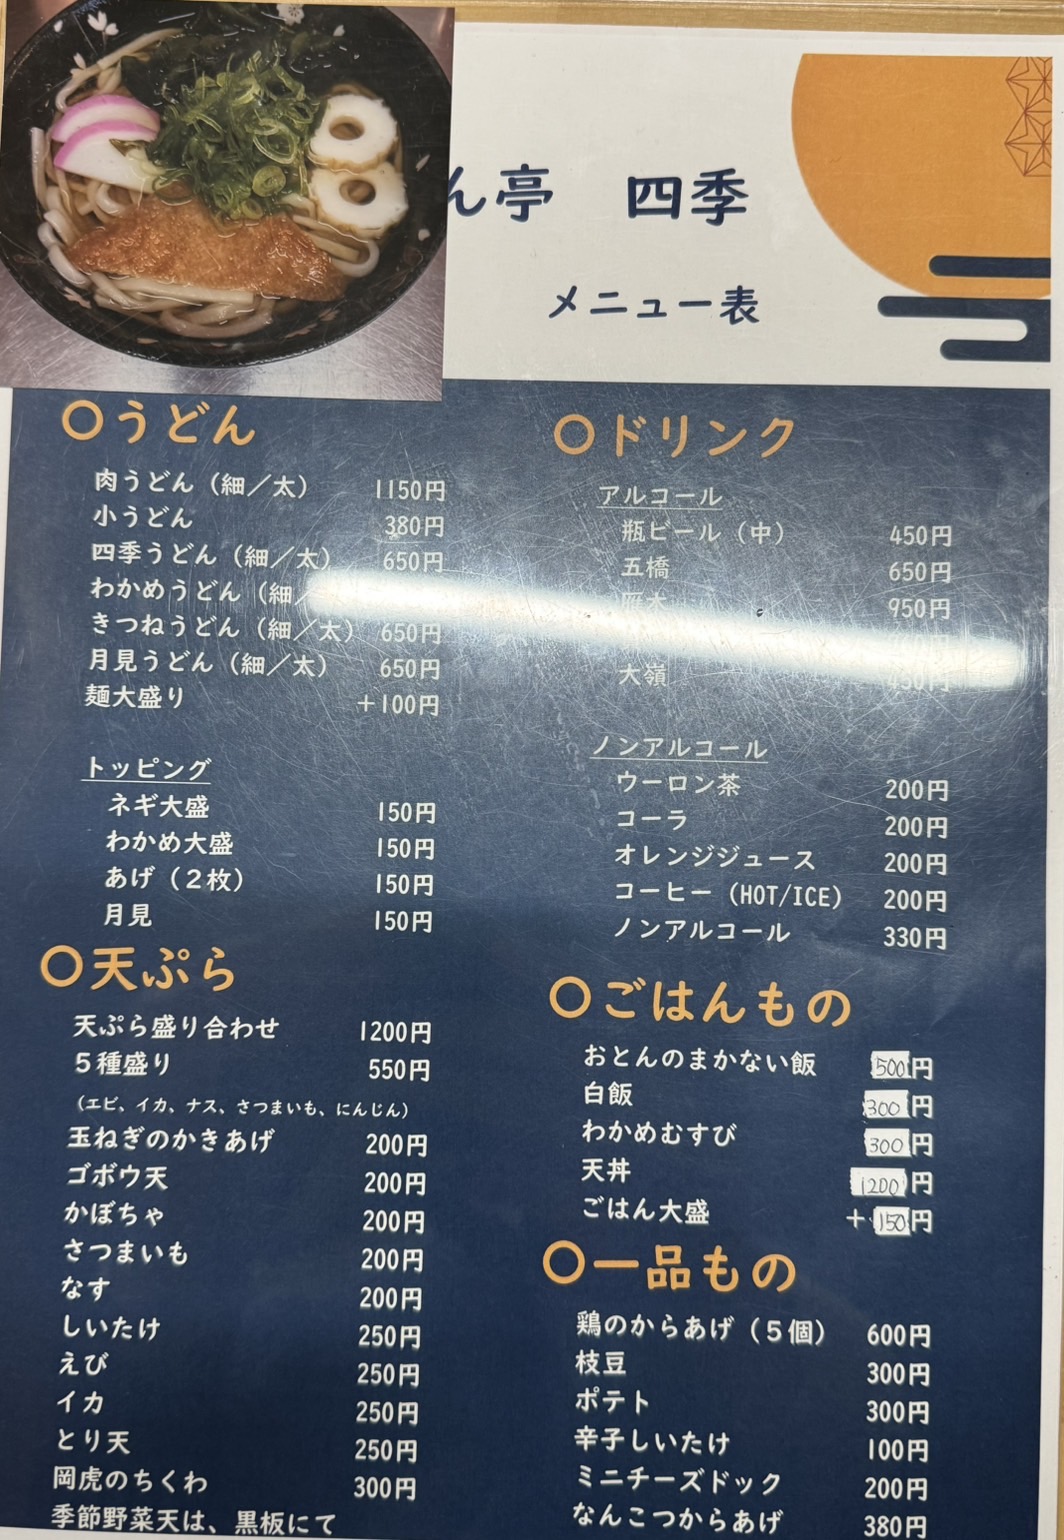 ん亭 四季
メニュー表
〇うどん
肉うどん（細／太） 1150円
小うどん 380円
四季うどん（細／太） 650円
わかめうどん（細／
きつねうどん（細／太） 650円
月見うどん（細／太） 650円
麺大盛り +100円
トッピング
ネギ大盛 150円
わかめ大盛 150円
あげ（２枚） 150円
月見 150円
〇天ぷら
天ぷら盛り合わせ 1200円
５種盛り 550円
（エビ、イカ、ナス、さつまいも、にんじん）
玉ねぎのかきあげ 200円
ゴボウ天 200円
かぼちゃ 200円
さつまいも 200円
なす 200円
しいたけ 250円
えび 250円
イカ 250円
とり天 250円
岡虎のちくわ 300円
季節野菜天は、黒板にて
〇ドリンク
アルコール
瓶ビール（中） 450円
五橋 650円
雁木 950円
大嶺 450円
ノンアルコール
ウーロン茶 200円
コーラ 200円
オレンジジュース 200円
コーヒー（HOT/ICE） 200円
ノンアルコール 330円
〇ごはんもの
おとんのまかない飯 500円
白飯 300円
わかめむすび 300円
天丼 1200円
ごはん大盛 +150円
〇一品もの
鶏のからあげ（５個） 600円
枝豆 300円
ポテト 300円
辛子しいたけ 100円
ミニチーズドック 200円
なんこつからあげ 380円